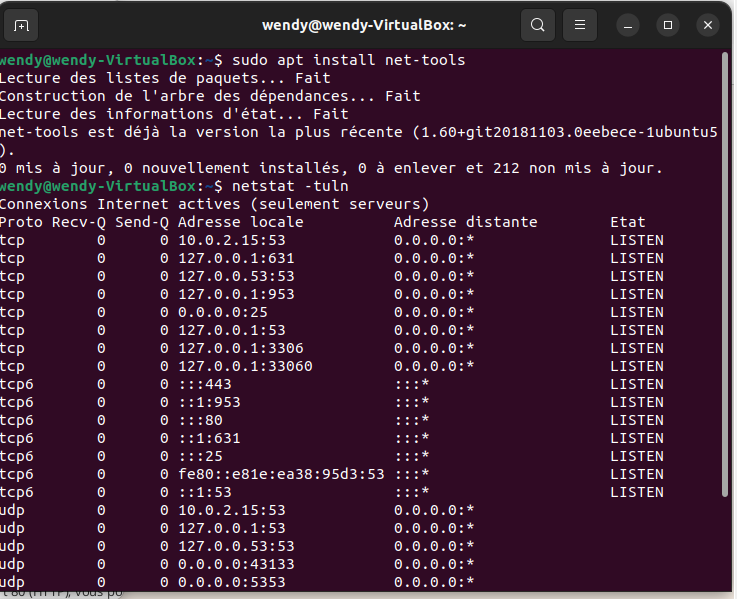 wendy@wendy-VirtualBox: ~
wendy@wendy-VirtualBox:~$ sudo apt install net-tools
Lecture des listes de paquets... Fait
Construction de l'arbre des dépendances... Fait
Lecture des informations d'état... Fait
net-tools est déjà la version la plus récente (1.60+git20181103.0eebece-1ubuntu5
).
0 mis à jour, 0 nouvellement installés, 0 à enlever et 212 non mis à jour.
wendy@wendy-VirtualBox:~$ netstat -tuln
Connexions Internet actives (seulement serveurs)
Proto Recv-Q Send-Q Adresse locale          Adresse distante        Etat
tcp        0      0 10.0.2.15:53            0.0.0.0:*               LISTEN
tcp        0      0 127.0.0.1:631           0.0.0.0:*               LISTEN
tcp        0      0 127.0.0.53:53           0.0.0.0:*               LISTEN
tcp        0      0 127.0.0.1:953           0.0.0.0:*               LISTEN
tcp        0      0 0.0.0.0:25              0.0.0.0:*               LISTEN
tcp        0      0 127.0.0.1:53            0.0.0.0:*               LISTEN
tcp        0      0 127.0.0.1:3306          0.0.0.0:*               LISTEN
tcp        0      0 127.0.0.1:33060         0.0.0.0:*               LISTEN
tcp6       0      0 :::443                  :::*                    LISTEN
tcp6       0      0 ::1:953                 :::*                    LISTEN
tcp6       0      0 :::80                   :::*                    LISTEN
tcp6       0      0 ::1:631                 :::*                    LISTEN
tcp6       0      0 :::25                   :::*                    LISTEN
tcp6       0      0 fe80::e81e:ea38:95d3:53 :::*                    LISTEN
tcp6       0      0 ::1:53                  :::*                    LISTEN
udp        0      0 10.0.2.15:53            0.0.0.0:*
udp        0      0 127.0.0.1:53            0.0.0.0:*
udp        0      0 127.0.0.53:53           0.0.0.0:*
udp        0      0 0.0.0.0:43133           0.0.0.0:*
udp        0      0 0.0.0.0:5353            0.0.0.0:*
80 (HTTP), vous